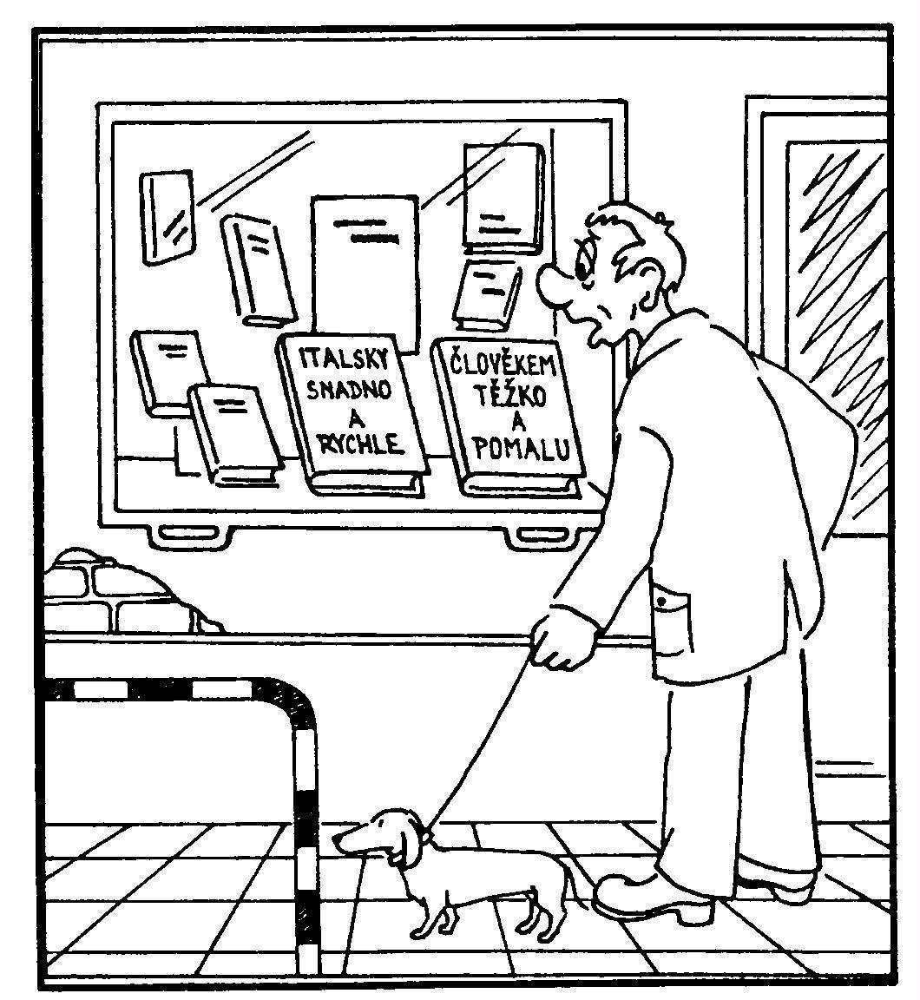 ITALSKY
SNADNO
A
RYCHLE
ČLOVĚKEM
TĚŽKO
A
POMALU